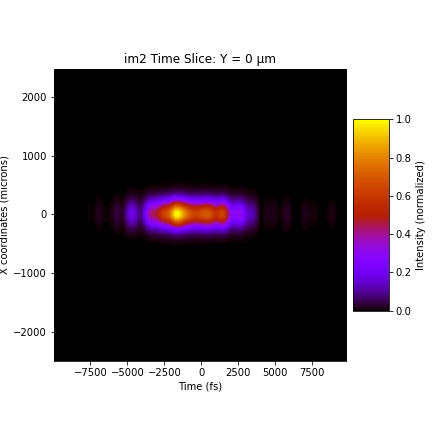 im2 Time Slice: Y = 0 μm
2000
1000
0
−1000
−2000
X coordinates (microns)
−7500 −5000 −2500 0 2500 5000 7500
Time (fs)
1.0
0.8
0.6
0.4
0.2
0.0
Intensity (normalized)